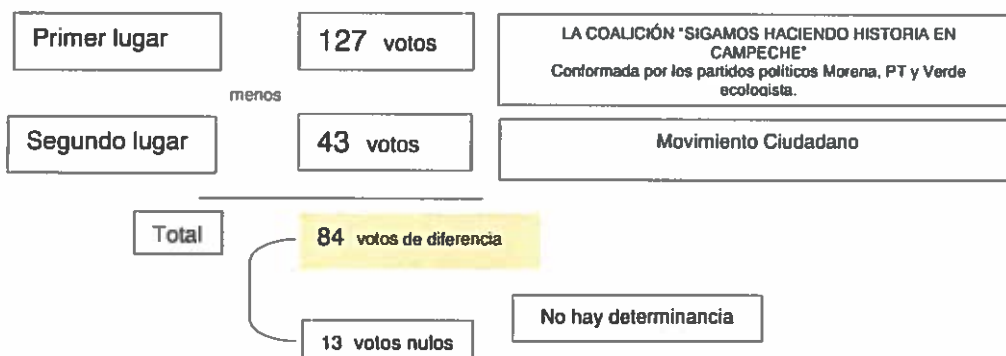 Primer lugar
127 votos
LA COALICIÓN "SIGAMOS HACIENDO HISTORIA EN
CAMPECHE"
Conformada por los partidos políticos Morena, PT y Verde
ecologista.
menos
Segundo lugar
43 votos
Movimiento Ciudadano
Total
84 votos de diferencia
No hay determinancia
13 votos nulos